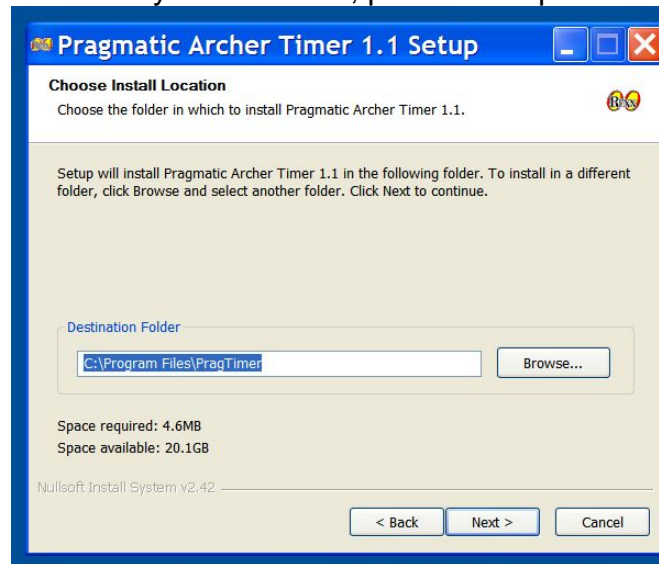 Pragmatic Archer Timer 1.1 Setup
Choose Install Location
Choose the folder in which to install Pragmatic Archer Timer 1.1.
Setup will install Pragmatic Archer Timer 1.1 in the following folder. To install in a different
folder, click Browse and select another folder. Click Next to continue.
Destination Folder
C:\Program Files\PragTimer
Browse...
Space required: 4.6MB
Space available: 20.1GB
Nullsoft Install System v2.42
< Back Next > Cancel